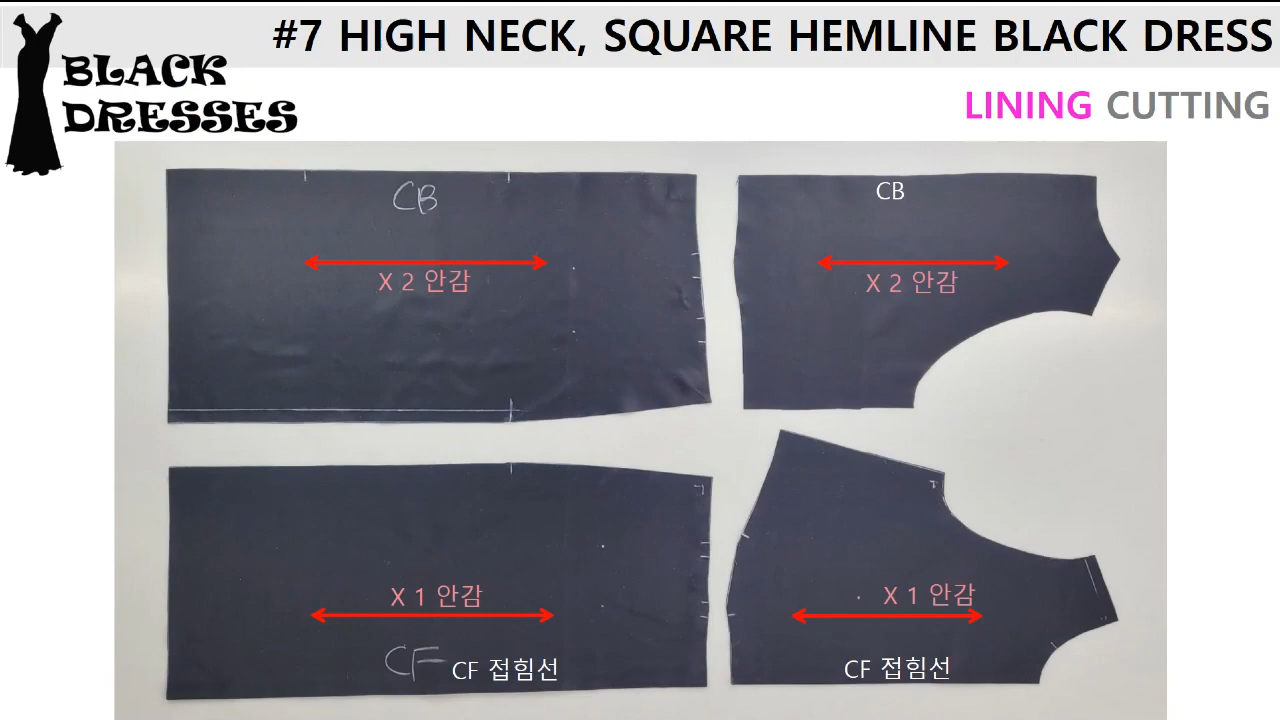 #7 HIGH NECK, SQUARE HEMLINE BLACK DRESS
BLACK
DRESSES
LINING CUTTING
CB
X 2 안감
CB
X 2 안감
X 1 안감
CF CF 접힘선
X 1 안감
CF 접힘선